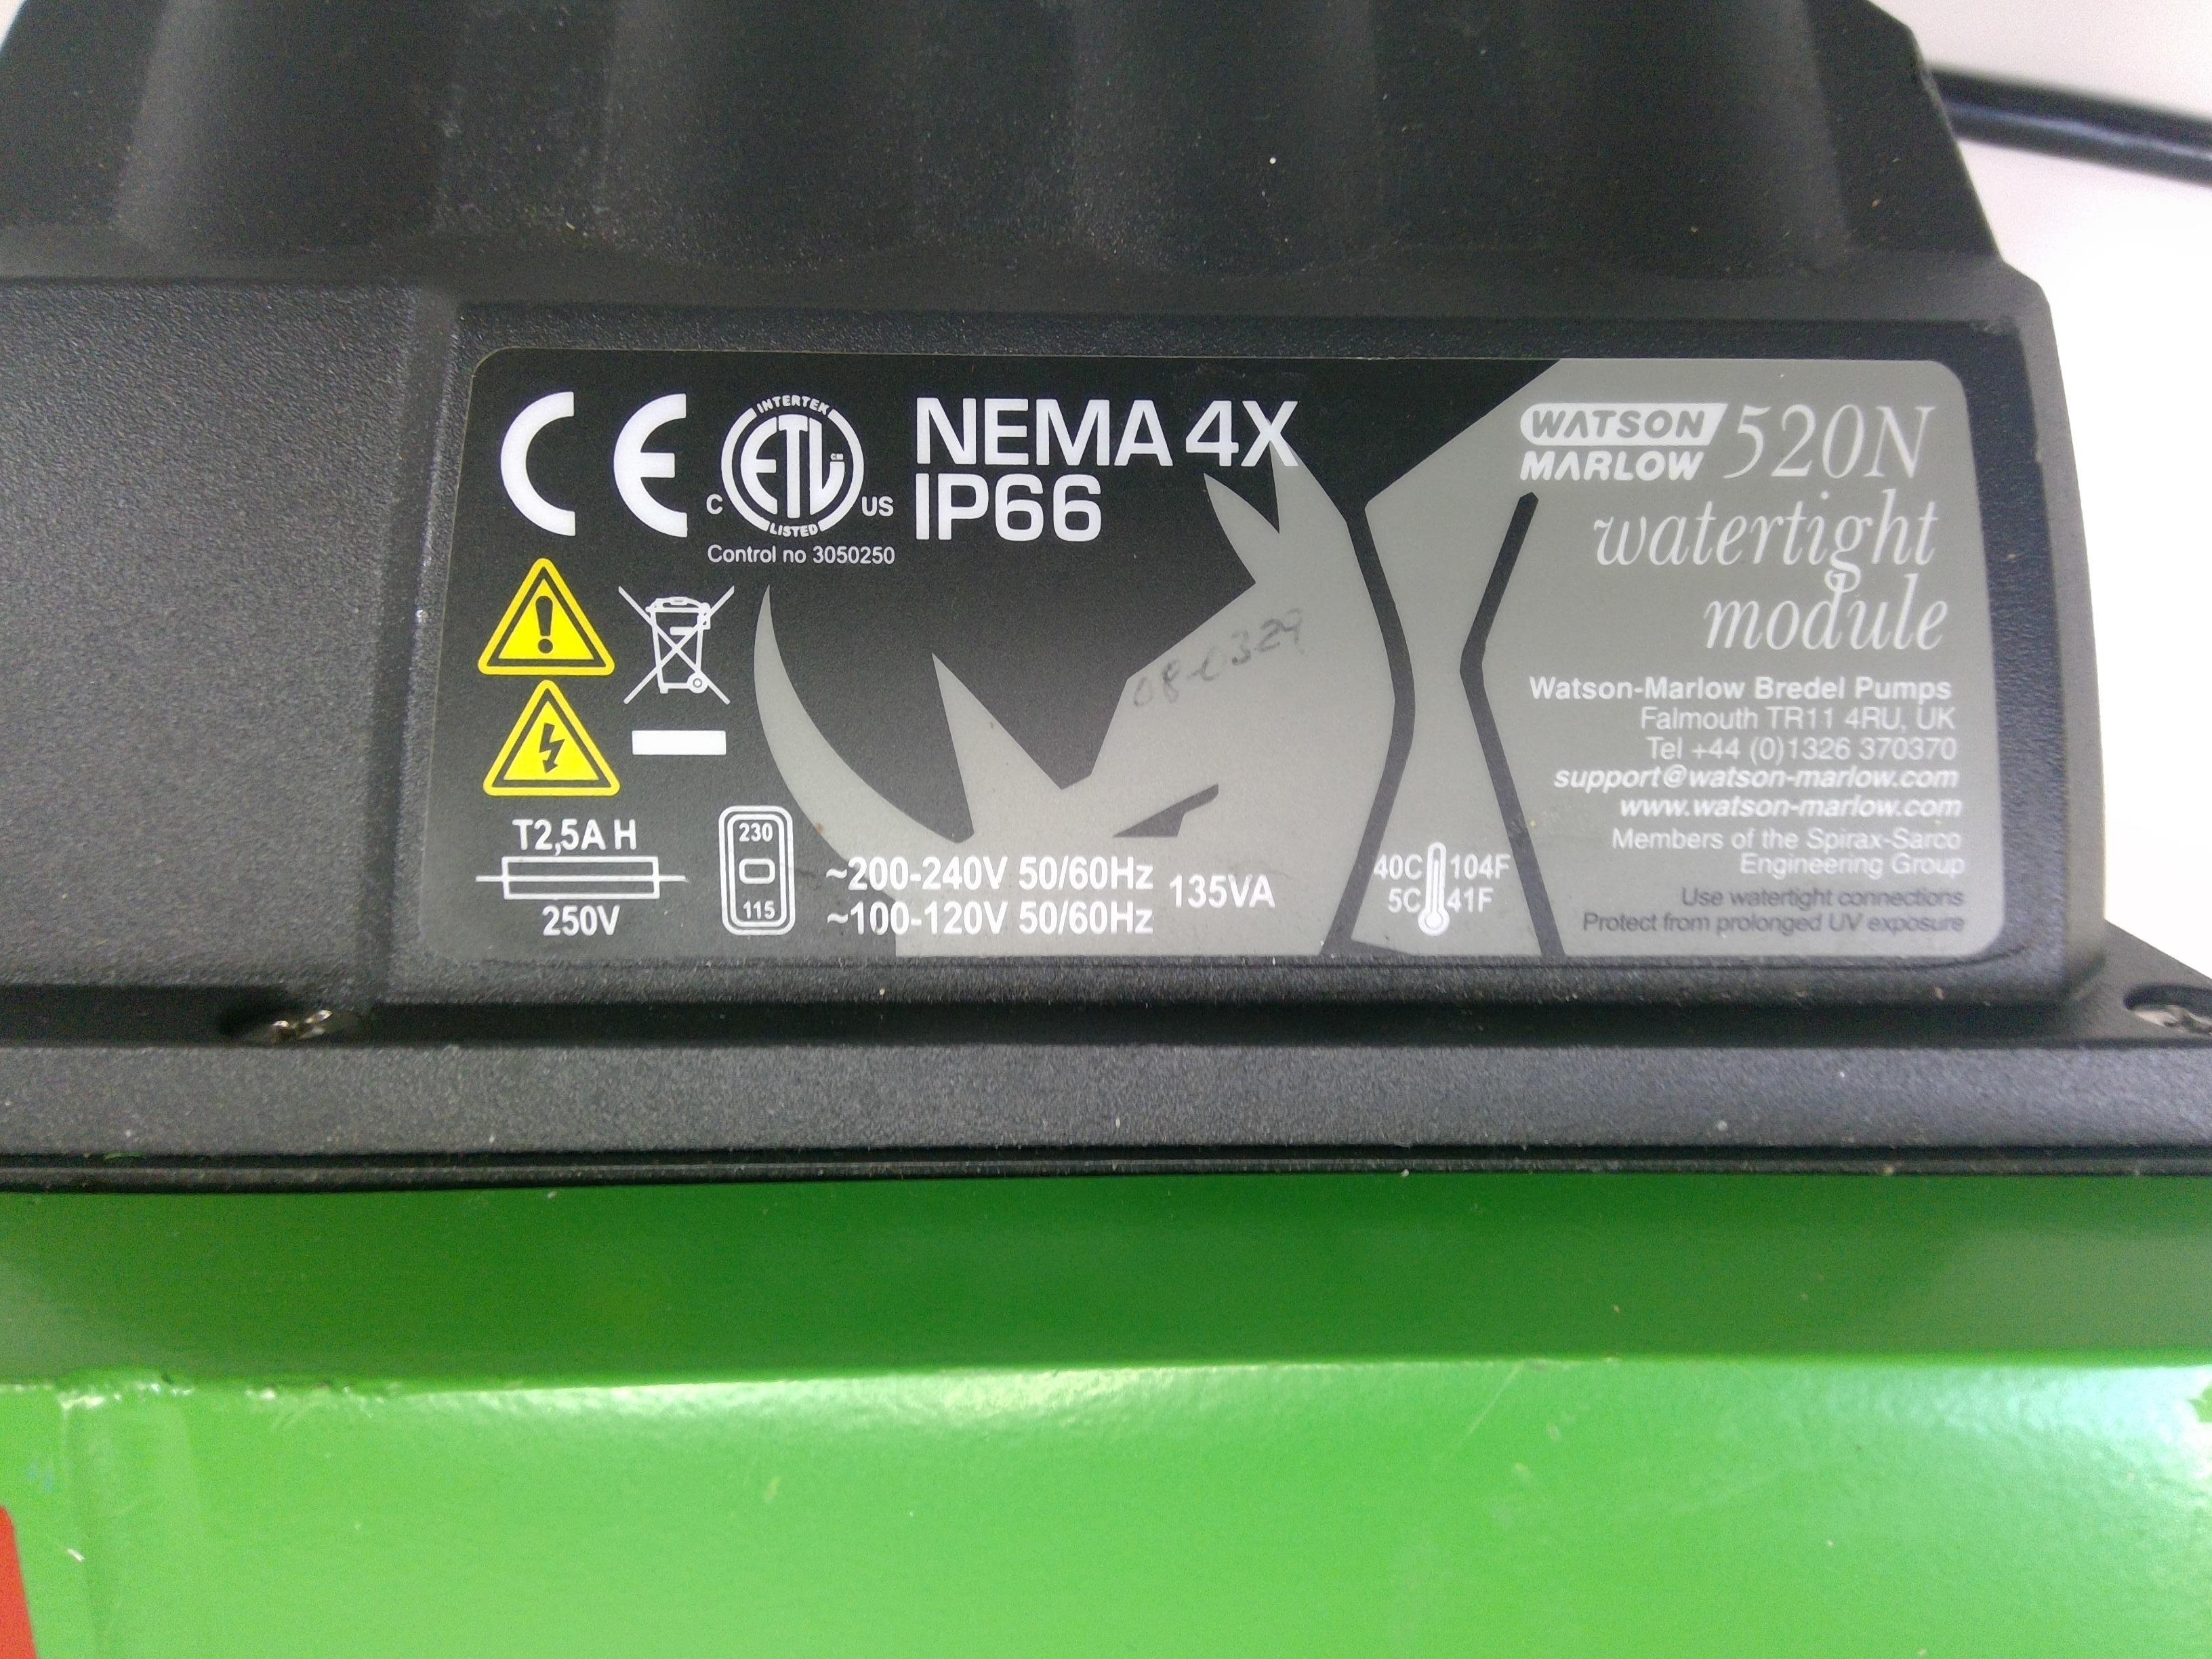 CE
INTERTEK
ETL CM
C US
LISTED
Control no 3050250
NEMA 4X
IP66
08-0329
T2,5A H
250V
230
115
~200-240V 50/60Hz
~100-120V 50/60Hz
135VA
40C 104F
5C 41F
WATSON
MARLOW
520N
watertight
module
Watson-Marlow Bredel Pumps
Falmouth TR11 4RU, UK
Tel +44 (0)1326 370370
support@watson-marlow.com
www.watson-marlow.com
Members of the Spirax-Sarco
Engineering Group
Use watertight connections
Protect from prolonged UV exposure